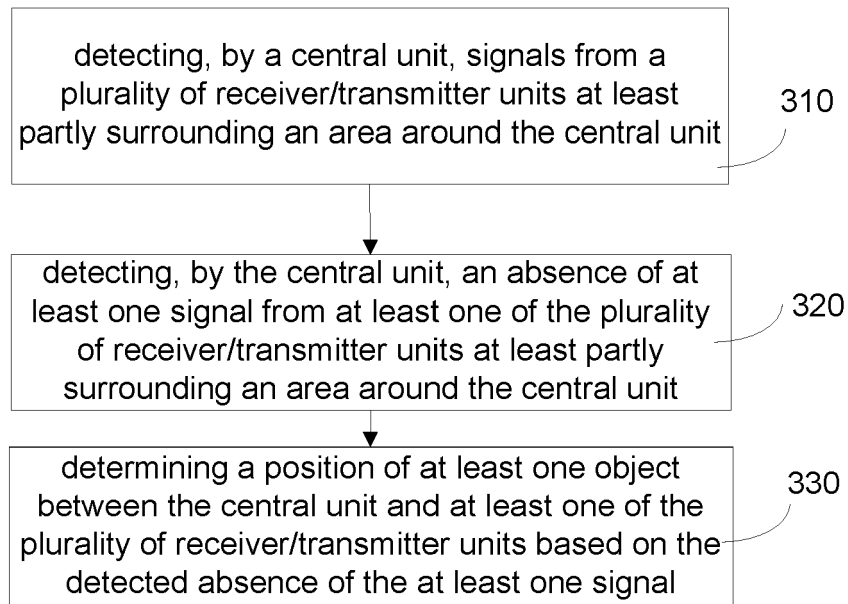 detecting, by a central unit, signals from a
plurality of receiver/transmitter units at least
partly surrounding an area around the central unit
310
detecting, by the central unit, an absence of at
least one signal from at least one of the plurality
of receiver/transmitter units at least partly
surrounding an area around the central unit
320
determining a position of at least one object
between the central unit and at least one of the
plurality of receiver/transmitter units based on the
detected absence of the at least one signal
330